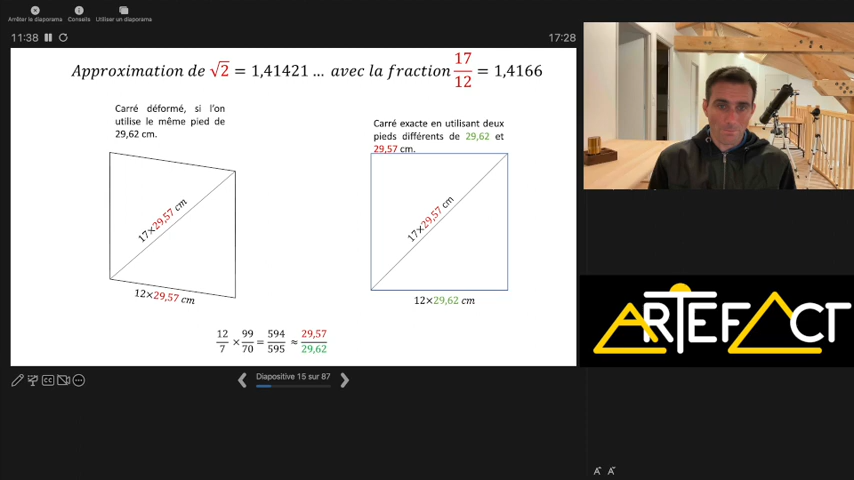 Arrêter le diaporama
Conseils
Utiliser un diaporama
11:38
17:28
Approximation de √2 = 1,41421 ... avec la fraction 17/12 = 1,4166
Carré déformé, si l'on
utilise le même pied de
29,62 cm.
Carré exacte en utilisant deux
pieds différents de 29,62 et
29,57 cm.
17×29,57 cm
12×29,57 cm
17×29,57 cm
12×29,62 cm
12/7 × 99/70 = 594/595 ≈ 29,57/29,62
ARTEFACT
Diapositive 15 sur 87
CC
A A